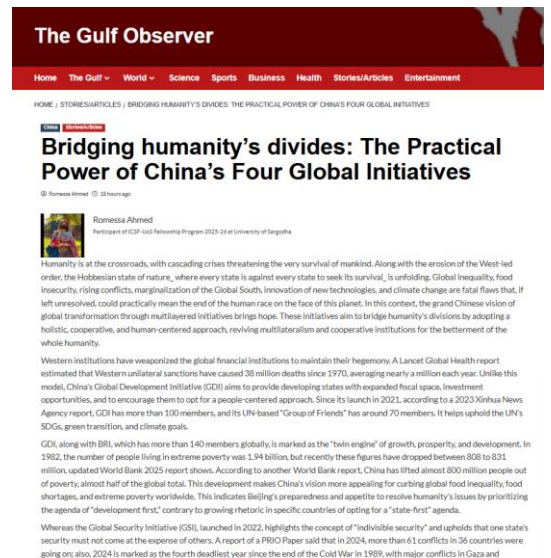 The Gulf Observer
Home The Gulf World Science Sports Business Health Stories/Articles Entertainment
HOME / STORIES/ARTICLES / BRIDGING HUMANITY'S DIVIDES: THE PRACTICAL POWER OF CHINA'S FOUR GLOBAL INITIATIVES
China Stories/Articles
Bridging humanity's divides: The Practical
Power of China's Four Global Initiatives
Romessa Ahmed 18 hours ago
Romessa Ahmed
Participant of ICSF-UoS Fellowship Program 2025-26 at University of Sargodha.
Humanity is at the crossroads, with cascading crises threatening the very survival of mankind. Along with the erosion of the West-led
order, the Hobbesian state of nature_ where every state is against every state to seek its survival_ is unfolding. Global inequality, food
insecurity, rising conflicts, marginalization of the Global South, innovation of new technologies, and climate change are fatal flaws that, if
left unresolved, could practically mean the end of the human race on the face of this planet. In this context, the grand Chinese vision of
global transformation through multilayered initiatives brings hope. These initiatives aim to bridge humanity's divisions by adopting a
holistic, cooperative, and human-centered approach, reviving multilateralism and cooperative institutions for the betterment of the
whole humanity.
Western institutions have weaponized the global financial institutions to maintain their hegemony. A Lancet Global Health report
estimated that Western unilateral sanctions have caused 38 million deaths since 1970, averaging nearly a million each year. Unlike this
model, China's Global Development Initiative (GDI) aims to provide developing states with expanded fiscal space, investment
opportunities, and to encourage them to opt for a people-centered approach. Since its launch in 2021, according to a 2023 Xinhua News
Agency report, GDI has more than 100 members, and its UN-based "Group of Friends" has around 70 members. It helps uphold the UN's
SDGs, green transition, and climate goals.
GDI, along with BRI, which has more than 140 members globally, is marked as the "twin engine" of growth, prosperity, and development. In
1982, the number of people living in extreme poverty was 1.94 billion, but recently these figures have dropped between 808 to 831
million, updated World Bank 2025 report shows. According to another World Bank report, China has lifted almost 800 million people out
of poverty, almost half of the global total. This development makes China's vision more appealing for curbing global food inequality, food
shortages, and extreme poverty worldwide. This indicates Beijing's preparedness and appetite to resolve humanity's issues by prioritizing
the agenda of "development first," contrary to growing rhetoric in specific countries of opting for a "state-first" agenda.
Whereas the Global Security Initiative (GSI), launched in 2022, highlights the concept of "indivisible security" and upholds that one state's
security must not come at the expense of others. A report of a PRIO Paper said that in 2024, more than 61 conflicts in 36 countries were
going on; also, 2024 is marked as the fourth deadliest year since the end of the Cold War in 1989, with major conflicts in Gaza and